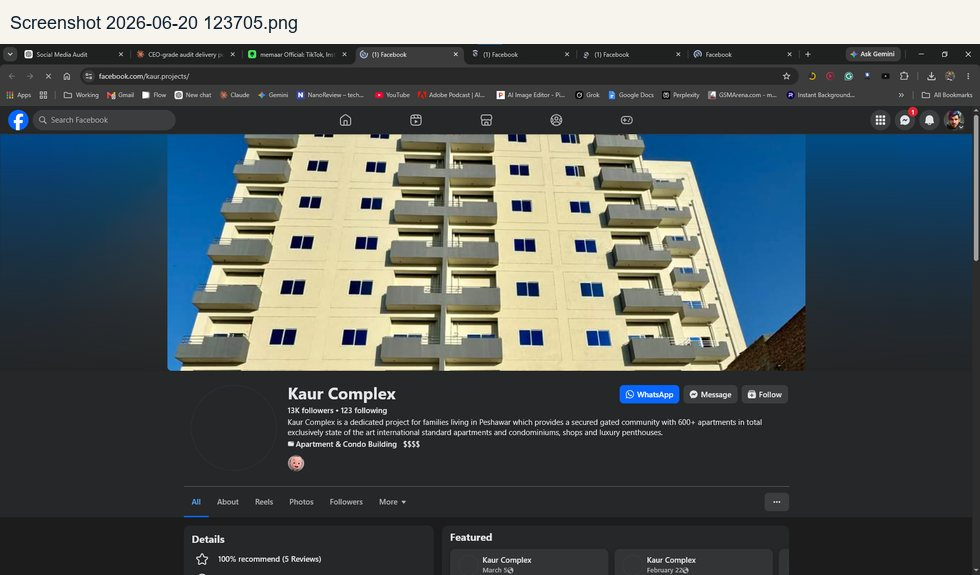 Screenshot 2026-06-20 123705.png
Social Media Audit
CEO-grade audit delivery p
memaar Official: TikTok, Ins
(1) Facebook
(1) Facebook
(1) Facebook
Facebook
Ask Gemini
facebook.com/kaur.projects/
Apps
Working
Gmail
Flow
New chat
Claude
Gemini
NanoReview – tech...
YouTube
Adobe Podcast | AI...
AI Image Editor - Pi...
Grok
Google Docs
Perplexity
GSMArena.com - m...
Instant Background...
»
All Bookmarks
Search Facebook
1
Kaur Complex
WhatsApp
Message
Follow
13K followers • 123 following
Kaur Complex is a dedicated project for families living in Peshawar which provides a secured gated community with 600+ apartments in total
exclusively state of the art international standard apartments and condominiums, shops and luxury penthouses.
Apartment & Condo Building $$$$
All
About
Reels
Photos
Followers
More
...
Details
100% recommend (5 Reviews)
Featured
Kaur Complex
March 5
Kaur Complex
February 22